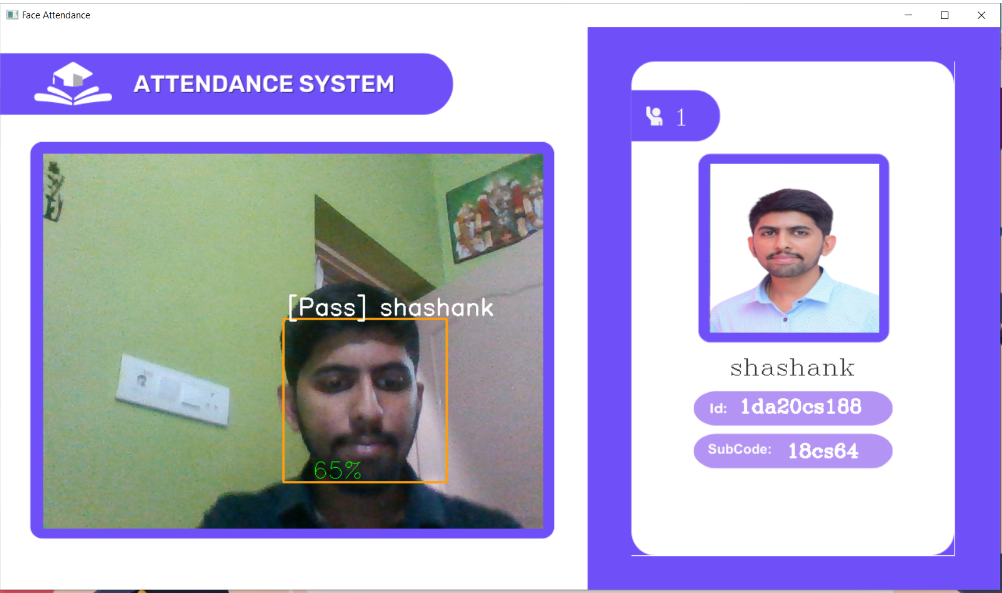 Face Attendance
ATTENDANCE SYSTEM
[Pass] shashank
65%
1
shashank
Id: 1da20cs188
SubCode: 18cs64